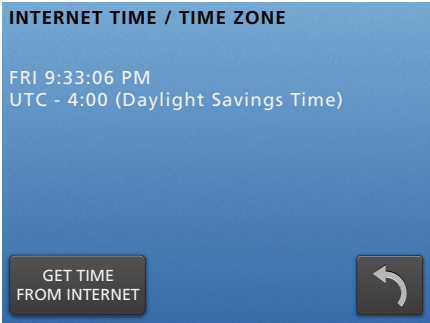 INTERNET TIME / TIME ZONE
FRI 9:33:06 PM
UTC - 4:00 (Daylight Savings Time)
GET TIME
FROM INTERNET